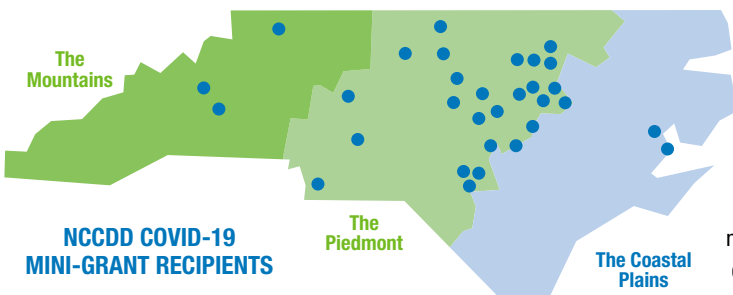 The
Mountains
The
Piedmont
NCCDD COVID-19
MINI-GRANT RECIPIENTS
The Coastal
Plains